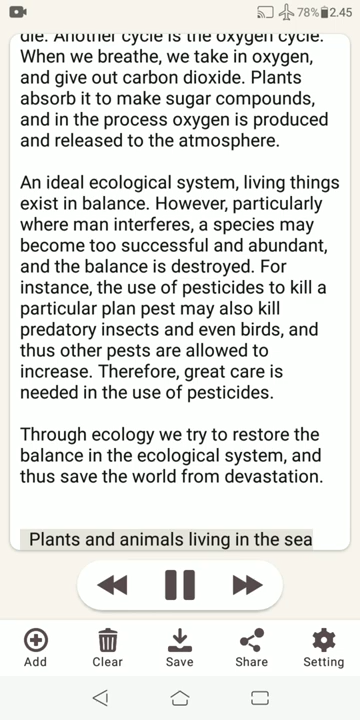 78% 2.45
die. Another cycle is the oxygen cycle.
When we breathe, we take in oxygen,
and give out carbon dioxide. Plants
absorb it to make sugar compounds,
and in the process oxygen is produced
and released to the atmosphere.
An ideal ecological system, living things
exist in balance. However, particularly
where man interferes, a species may
become too successful and abundant,
and the balance is destroyed. For
instance, the use of pesticides to kill a
particular plan pest may also kill
predatory insects and even birds, and
thus other pests are allowed to
increase. Therefore, great care is
needed in the use of pesticides.
Through ecology we try to restore the
balance in the ecological system, and
thus save the world from devastation.
Plants and animals living in the sea
Add Clear Save Share Setting